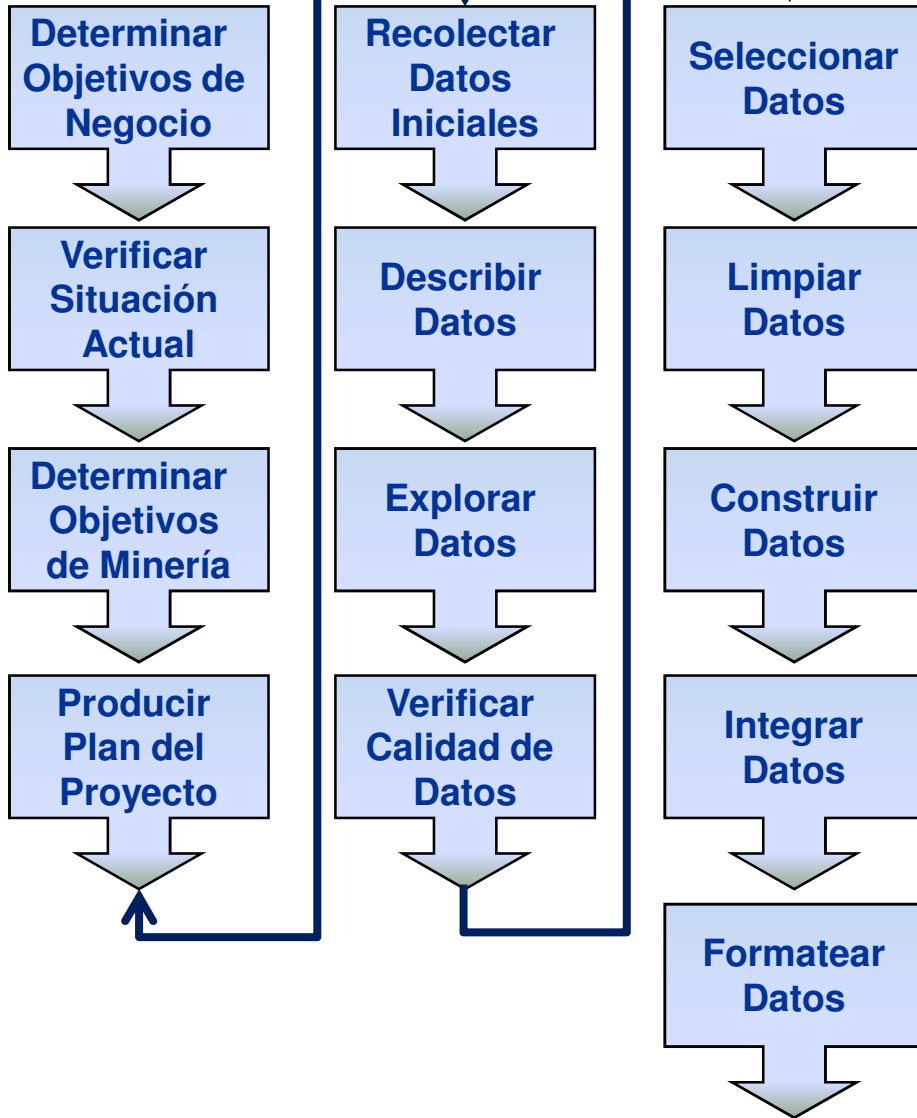 Determinar
Objetivos de
Negocio
Verificar
Situación
Actual
Determinar
Objetivos
de Minería
Producir
Plan del
Proyecto
Recolectar
Datos
Iniciales
Describir
Datos
Explorar
Datos
Verificar
Calidad de
Datos
Seleccionar
Datos
Limpiar
Datos
Construir
Datos
Integrar
Datos
Formatear
Datos